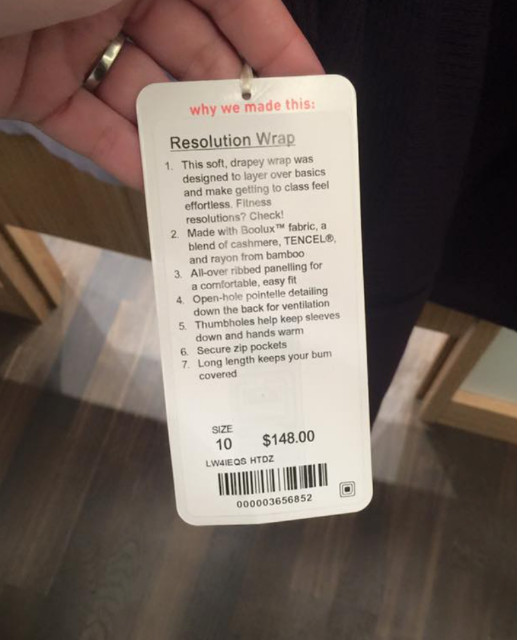 why we made this:
Resolution Wrap
1. This soft, drapey wrap was
designed to layer over basics
and make getting to class feel
effortless. Fitness
resolutions? Check!
2. Made with Boolux™ fabric, a
blend of cashmere, TENCEL®,
and rayon from bamboo
3. All-over ribbed panelling for
a comfortable, easy fit
4. Open-hole pointelle detailing
down the back for ventilation
5. Thumbholes help keep sleeves
down and hands warm
6. Secure zip pockets
7. Long length keeps your bum
covered
SIZE
10 $148.00
LW4IEQS HTDZ
000003656852